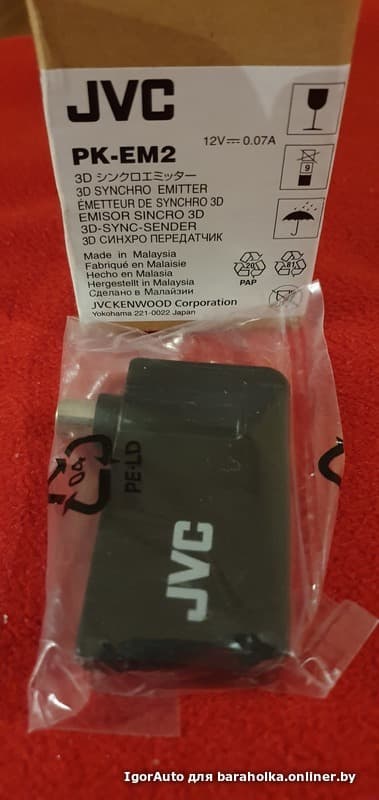 JVC
12V⎓0.07A
PK-EM2
9
3D シンクロエミッター
3D SYNCHRO EMITTER
ÉMETTEUR DE SYNCHRO 3D
EMISOR SINCRO 3D
3D-SYNC-SENDER
3D СИНХРО ПЕРЕДАТЧИК
Made in Malaysia
Fabriqué en Malaisie
Hecho en Malasia
Hergestellt in Malaysia
Сделано в Малайзии
20
PAP
JVCKENWOOD Corporation
Yokohama 221-0022 Japan
04
PE-LD
JVC
IgorAuto для baraholka.onliner.by